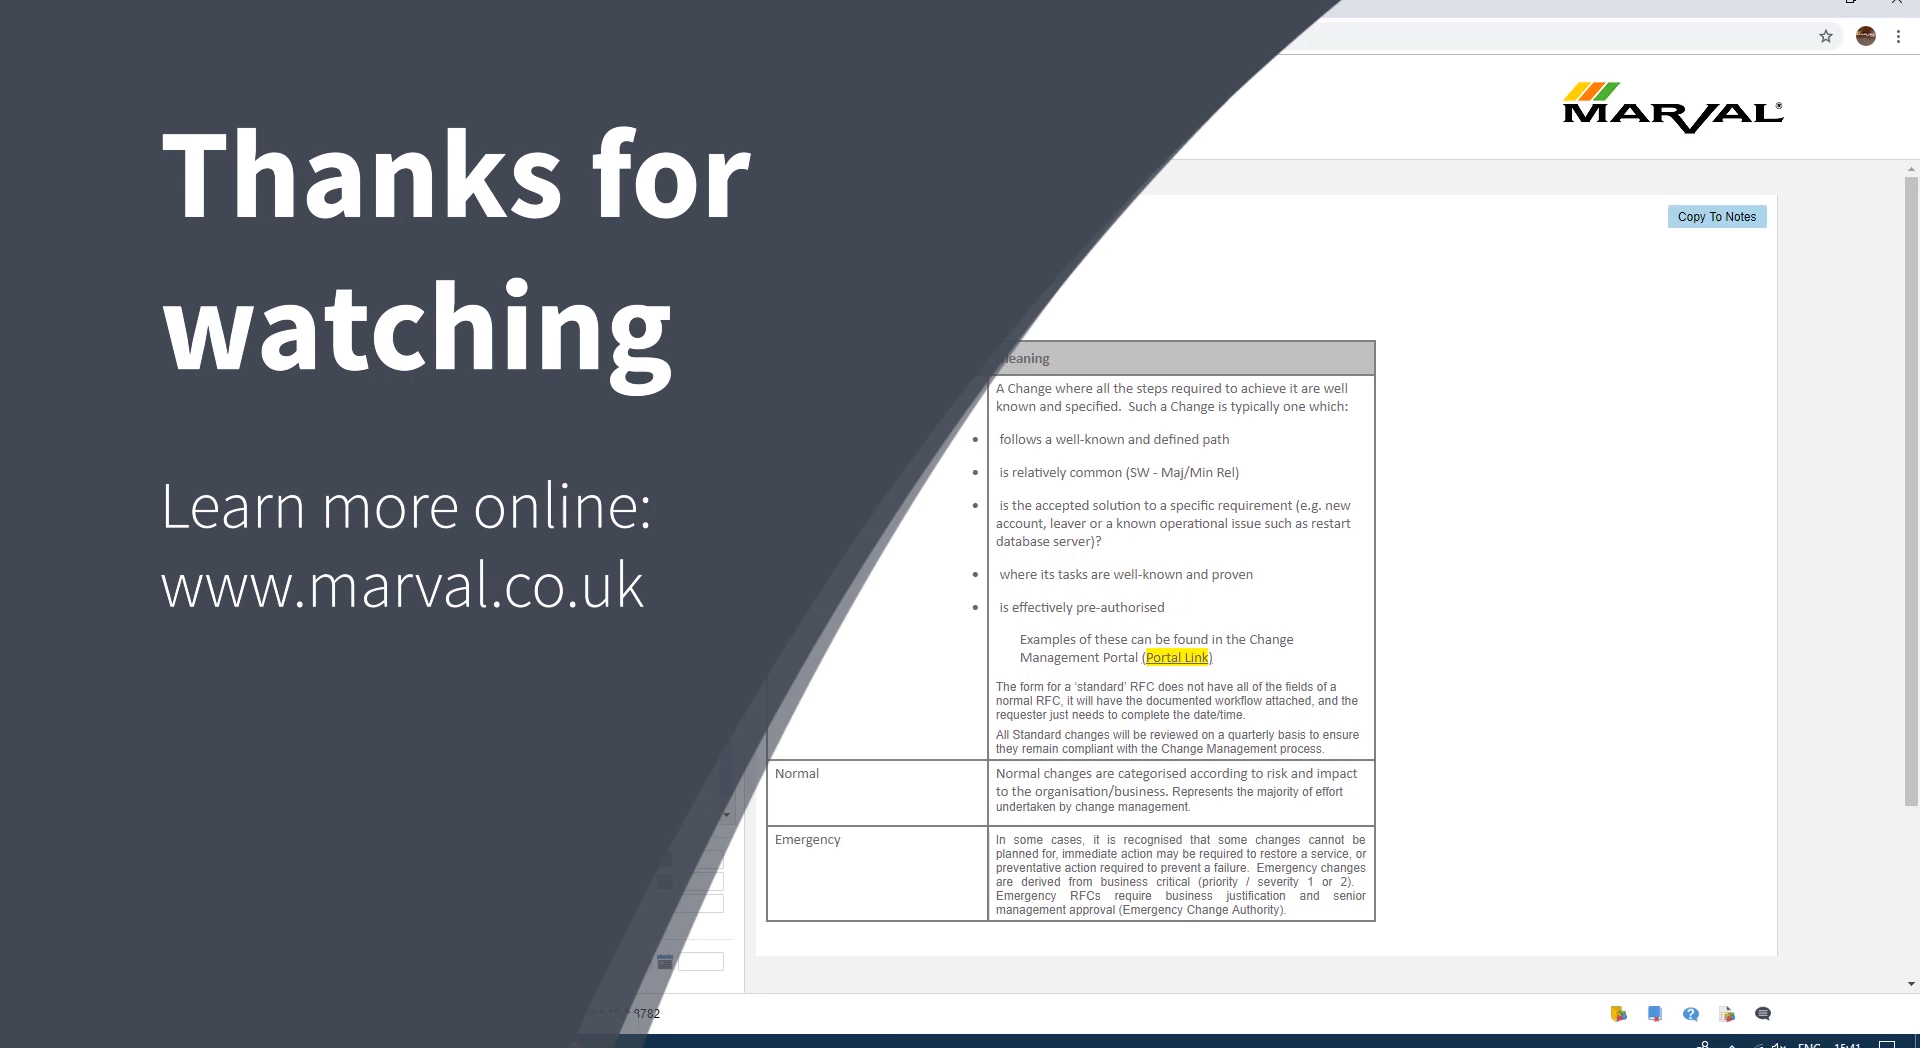 Thanks for
watching
Learn more online:
www.marval.co.uk
MARVAL®
Copy To Notes
Meaning
A Change where all the steps required to achieve it are well
known and specified.  Such a Change is typically one which:
• follows a well-known and defined path
• is relatively common (SW - Maj/Min Rel)
• is the accepted solution to a specific requirement (e.g. new
account, leaver or a known operational issue such as restart
database server)?
• where its tasks are well-known and proven
• is effectively pre-authorised
Examples of these can be found in the Change
Management Portal (Portal Link)
The form for a ‘standard’ RFC does not have all of the fields of a
normal RFC, it will have the documented workflow attached, and the
requester just needs to complete the date/time.
All Standard changes will be reviewed on a quarterly basis to ensure
they remain compliant with the Change Management process.
Normal
Normal changes are categorised according to risk and impact
to the organisation/business. Represents the majority of effort
undertaken by change management.
Emergency
In some cases, it is recognised that some changes cannot be
planned for, immediate action may be required to restore a service, or
preventative action required to prevent a failure.  Emergency changes
are derived from business critical (priority / severity 1 or 2).
Emergency RFCs require business justification and senior
management approval (Emergency Change Authority).
8782
ENG 15:41